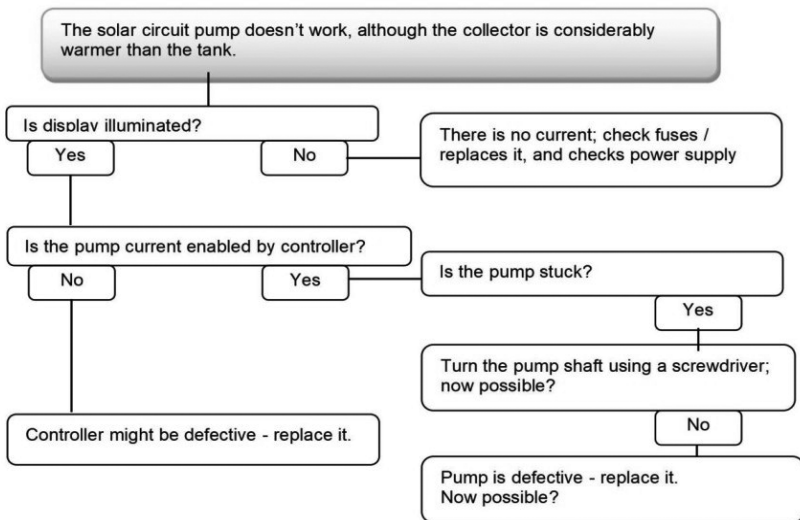 The solar circuit pump doesn't work, although the collector is considerably
warmer than the tank.
Is display illuminated?
Yes
No
There is no current; check fuses /
replaces it, and checks power supply
Is the pump current enabled by controller?
No
Yes
Is the pump stuck?
Yes
Turn the pump shaft using a screwdriver;
now possible?
No
Controller might be defective - replace it.
Pump is defective - replace it.
Now possible?